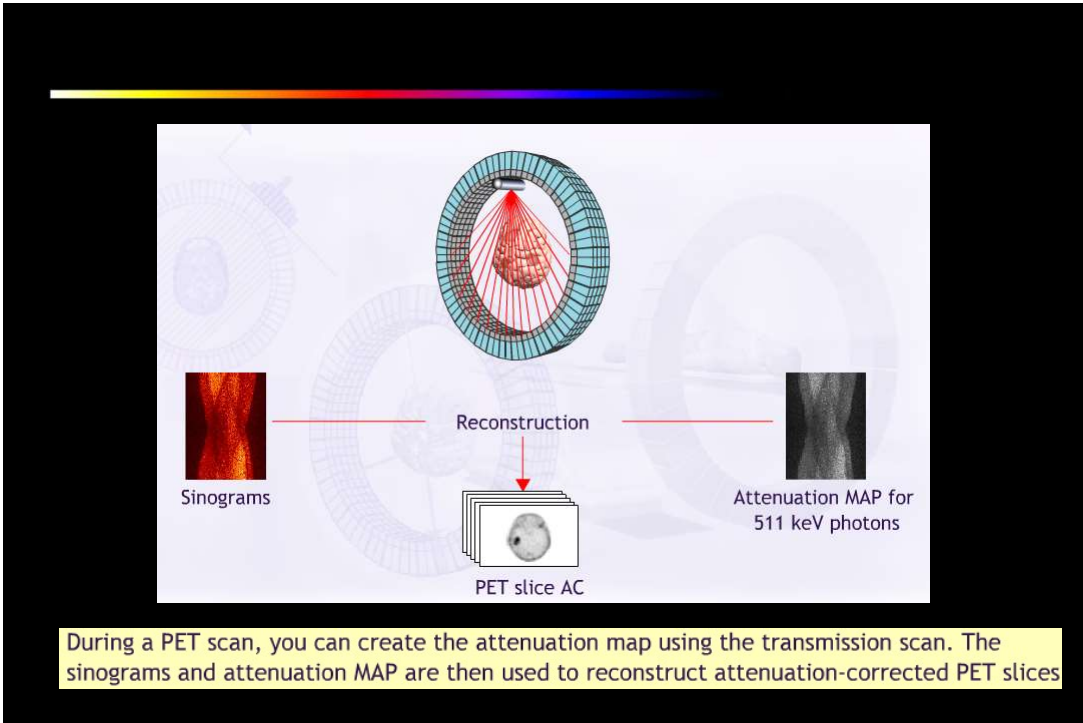 Reconstruction
Sinograms
Attenuation MAP for
511 keV photons
PET slice AC
During a PET scan, you can create the attenuation map using the transmission scan. The
sinograms and attenuation MAP are then used to reconstruct attenuation-corrected PET slices